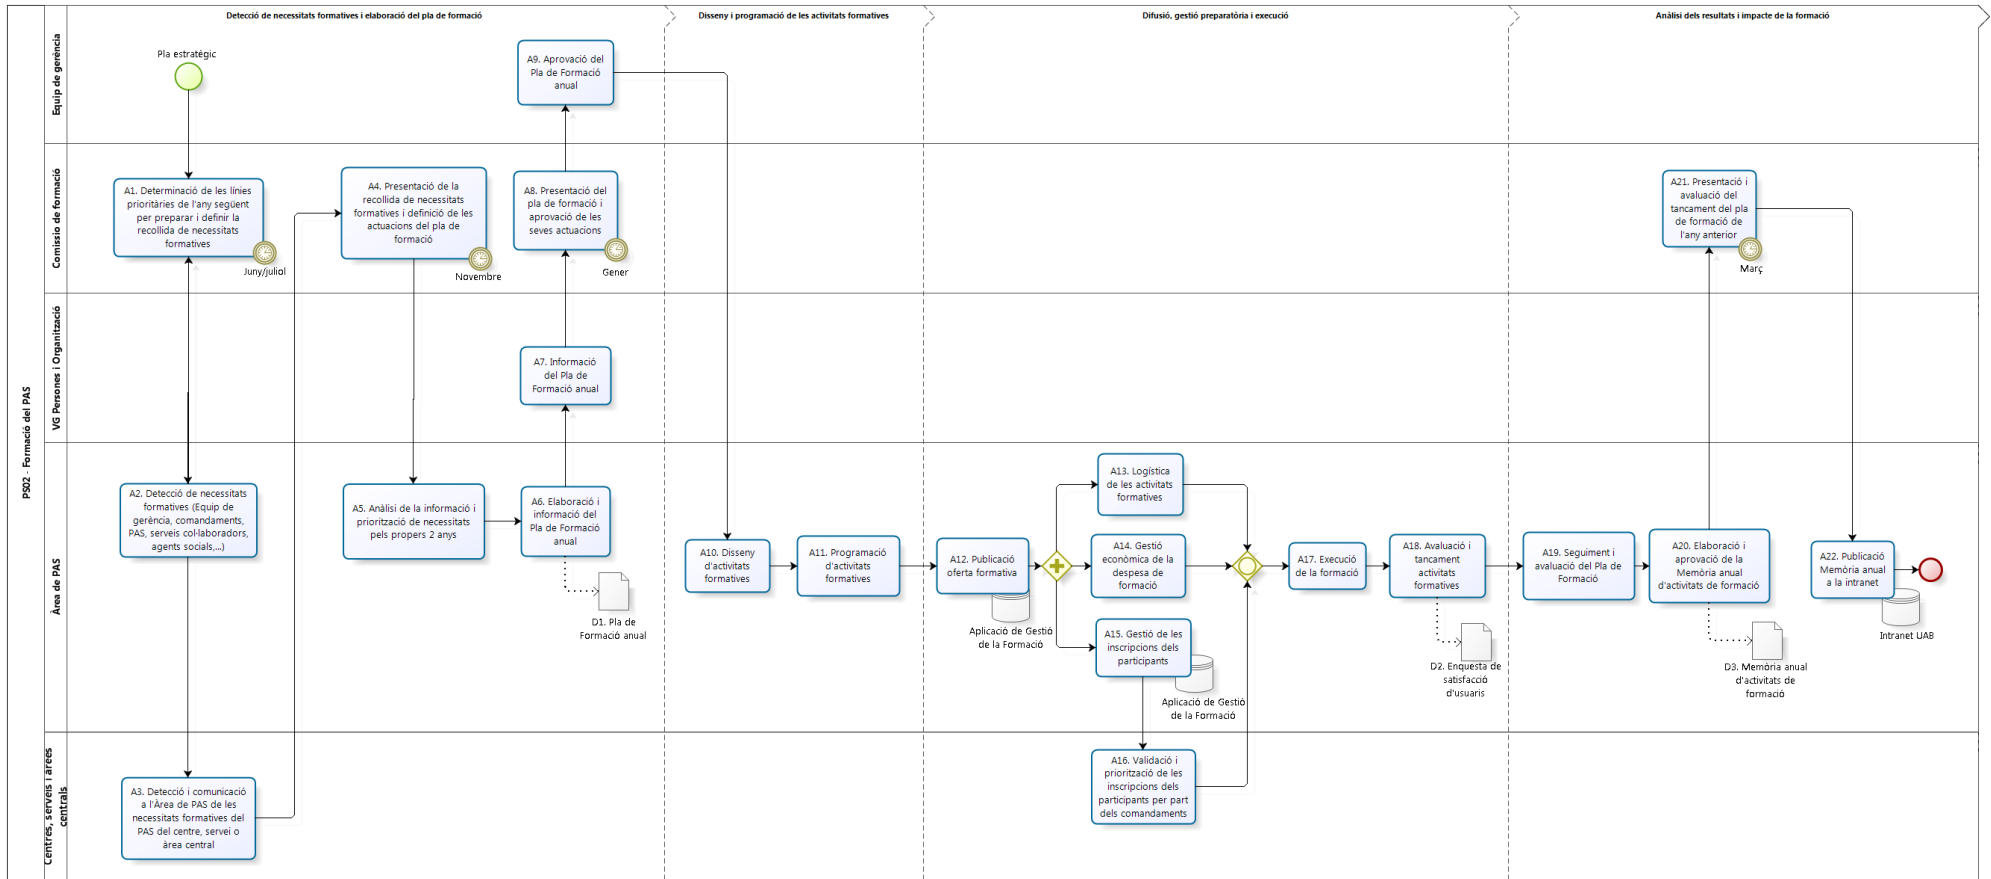 Detecció de necessitats formatives i elaboració del pla de formació
Disseny i programació de les activitats formatives
Difusió, gestió preparatòria i execució
Anàlisi dels resultats i impacte de la formació
PS02 - Formació del PAS
Equip de gerència
Pla estratégic
A9. Aprovació del
Pla de Formació
anual
Comissio de formació
A1. Determinació de les línies
prioritàries de l'any següent
per preparar i definir la
recollida de necessitats
formatives
Juny/juliol
A4. Presentació de la
recollida de necessitats
formatives i definició de les
actuacions del pla de
formació
Novembre
A8. Presentació del
pla de formació i
aprovació de les
seves actuacions
Gener
A21. Presentació i
avaluació del
tancament del pla
de formació de
l'any anterior
Març
VG Persones i Organització
A7. Informació
del Pla de
Formació anual
Àrea de PAS
A2. Detecció de necessitats
formatives (Equip de
gerència, comandaments,
PAS, serveis col·laboradors,
agents socials,...)
A5. Anàlisi de la informació i
priorització de necessitats
pels propers 2 anys
A6. Elaboració i
informació del
Pla de Formació
anual
D1. Pla de
Formació anual
A10. Disseny
d'activitats
formatives
A11. Programació
d'activitats
formatives
A12. Publicació
oferta formativa
Aplicació de Gestió
de la Formació
A13. Logística
de les activitats
formatives
A14. Gestió
econòmica de la
despesa de
formació
A15. Gestió de les
inscripcions dels
participants
Aplicació de Gestió
de la Formació
A17. Execució
de la formació
A18. Avaluació i
tancament
activitats
formatives
D2. Enquesta de
satisfacció
d'usuaris
A19. Seguiment i
avaluació del Pla de
Formació
A20. Elaboració i
aprovació de la
Memòria anual
d'activitats de formació
D3. Memòria anual
d'activitats de
formació
A22. Publicació
Memòria anual
a la intranet
Intranet UAB
Centres, serveis i àrees
centrals
A3. Detecció i comunicació
a l'Àrea de PAS de les
necessitats formatives del
PAS del centre, servei o
àrea central
A16. Validació i
priorització de les
inscripcions dels
participants per part
dels comandaments